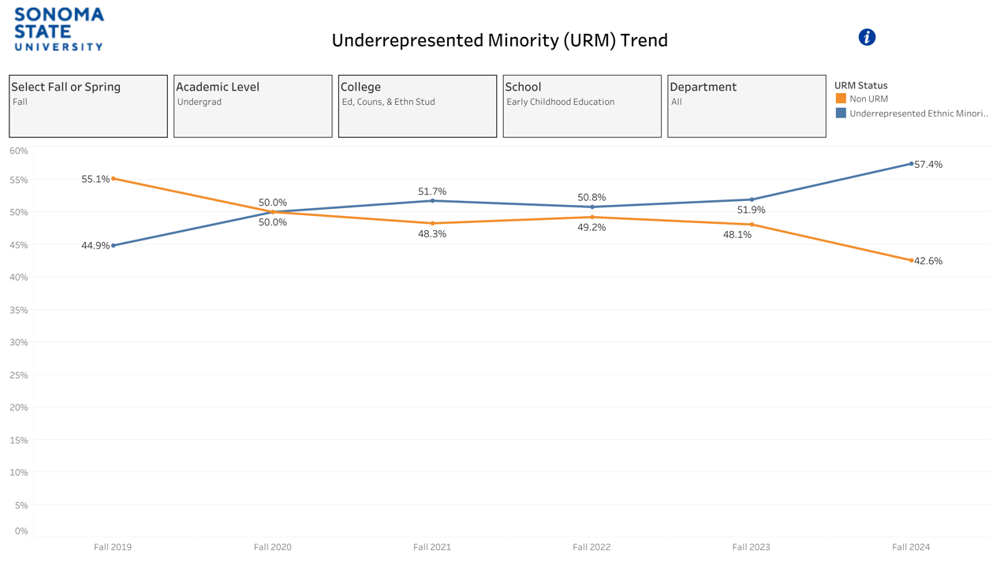 SONOMA
STATE
UNIVERSITY
Underrepresented Minority (URM) Trend
i
Select Fall or Spring
Fall
Academic Level
Undergrad
College
Ed, Couns, & Ethn Stud
School
Early Childhood Education
Department
All
URM Status
Non URM
Underrepresented Ethnic Minori..
60%
55%
50%
45%
40%
35%
30%
25%
20%
15%
10%
5%
0%
55.1%
44.9%
50.0%
50.0%
51.7%
48.3%
50.8%
49.2%
51.9%
48.1%
57.4%
42.6%
Fall 2019
Fall 2020
Fall 2021
Fall 2022
Fall 2023
Fall 2024